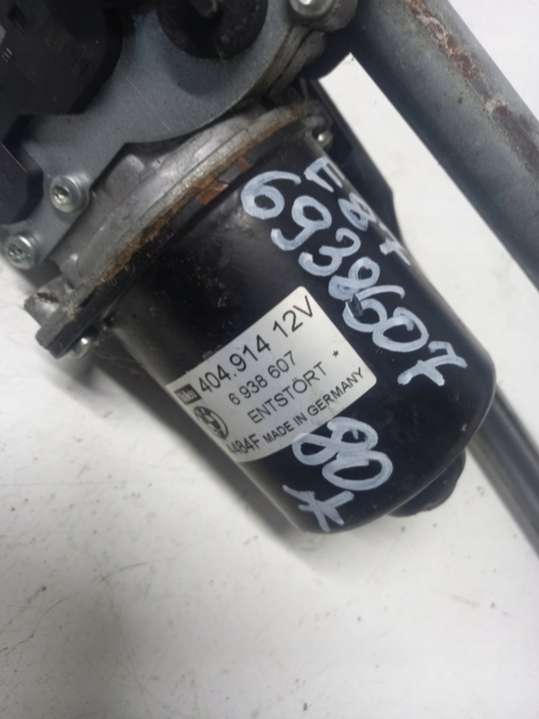 E87
6938607
404.914 12V
6 938 607
ENTSTÖRT *
MADE IN GERMANY
80